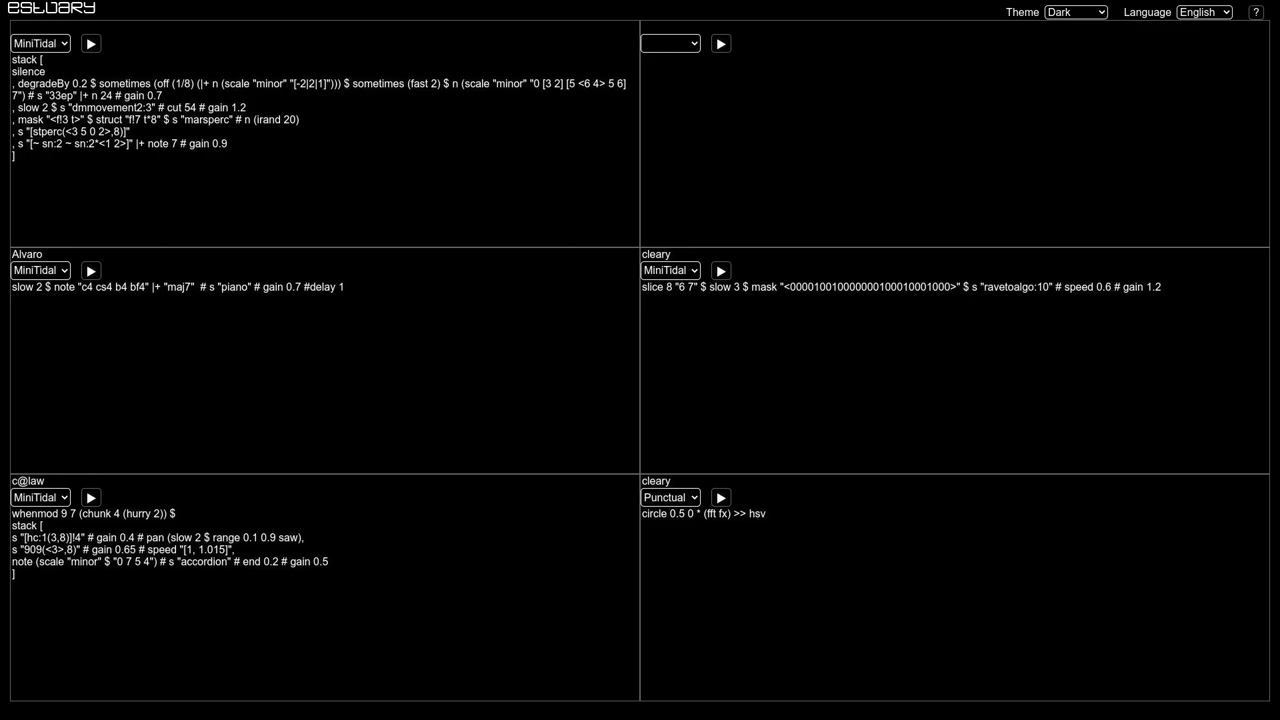 estuary
Theme Dark Language English ?
MiniTidal
stack [
silence
, degradeBy 0.2 $ sometimes (off (1/8) (|+ n (scale "minor" "[-2|2|1]"))) $ sometimes (fast 2) $ n (scale "minor" "0 [3 2] [5 <6 4> 5 6]
7") # s "33ep" |+ n 24 # gain 0.7
, slow 2 $ s "dmmovement2:3" # cut 54 # gain 1.2
, mask "<f!3 t>" $ struct "f!7 t*8" $ s "marsperc" # n (irand 20)
, s "[stperc(<3 5 0 2>,8)]"
, s "[~ sn:2 ~ sn:2*<1 2>]" |+ note 7 # gain 0.9
]
Alvaro
MiniTidal
slow 2 $ note "c4 cs4 b4 bf4" |+ "maj7"  # s "piano" # gain 0.7 #delay 1
cleary
MiniTidal
slice 8 "6 7" $ slow 3 $ mask "<000010010000000100010001000>" $ s "ravetoalgo:10" # speed 0.6 # gain 1.2
c@law
MiniTidal
whenmod 9 7 (chunk 4 (hurry 2)) $
stack [
s "[hc:1(3,8)]!4" # gain 0.4 # pan (slow 2 $ range 0.1 0.9 saw),
s "909(<3>,8)" # gain 0.65 # speed "[1, 1.015]",
note (scale "minor" $ "0 7 5 4") # s "accordion" # end 0.2 # gain 0.5
]
cleary
Punctual
circle 0.5 0 * (fft fx) >> hsv